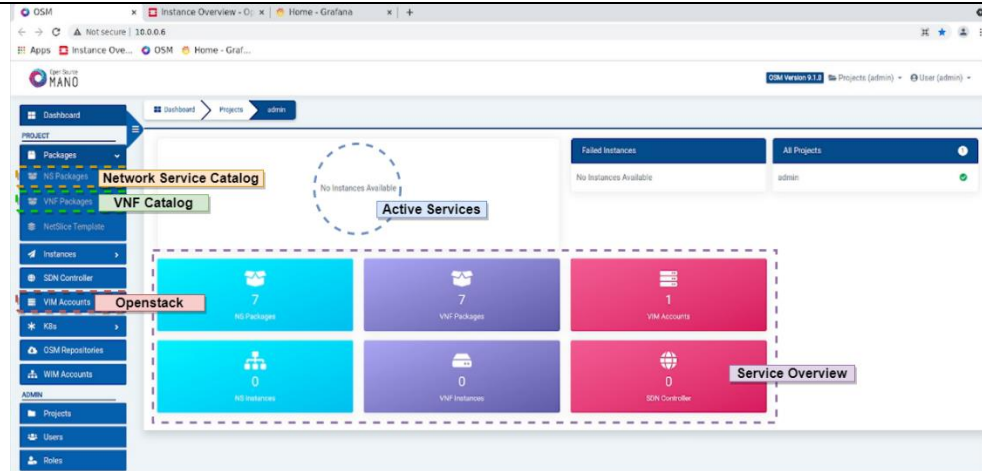 OSM
Instance Overview - O
Home - Grafana
Not secure | 10.0.0.6
Apps
Instance Ove...
OSM
Home - Graf...
Open Source
MANO
OSM Version 9.1.2
Projects (admin)
User (admin)
Dashboard
Projects
admin
Dashboard
PROJECT
Packages
NS Packages
Network Service Catalog
VNF Packages
VNF Catalog
NetSlice Template
Instances
SDN Controller
VIM Accounts
Openstack
K8s
OSM Repositories
WIM Accounts
ADMIN
Projects
Users
Roles
No Instances Available
Active Services
Failed Instances
No Instances Available
All Projects
1
admin
7
NS Packages
7
VNF Packages
1
VIM Accounts
0
NS Instances
0
VNF Instances
0
SDN Controller
Service Overview